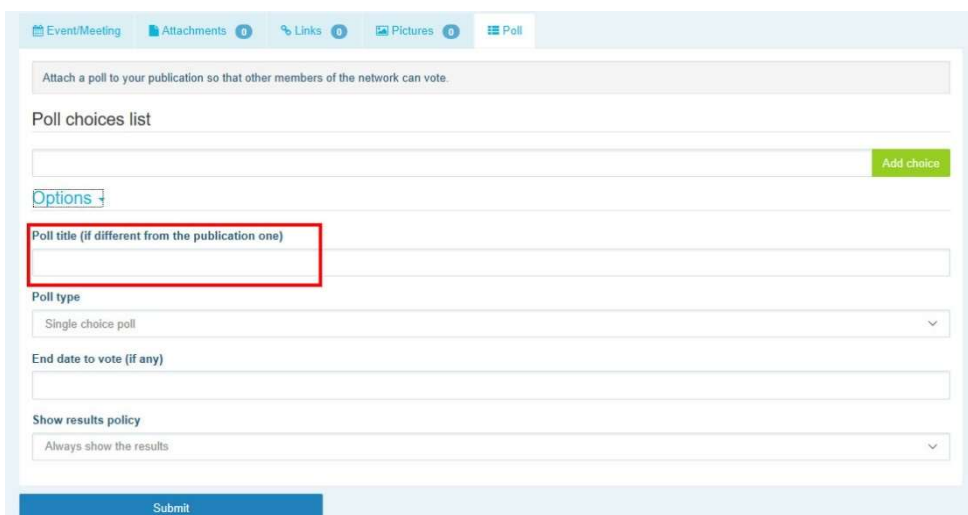 Event/Meeting Attachments 0 Links 0 Pictures 0 Poll
Attach a poll to your publication so that other members of the network can vote.
Poll choices list
Add choice
Options
Poll title (if different from the publication one)
Poll type
Single choice poll
End date to vote (if any)
Show results policy
Always show the results
Submit